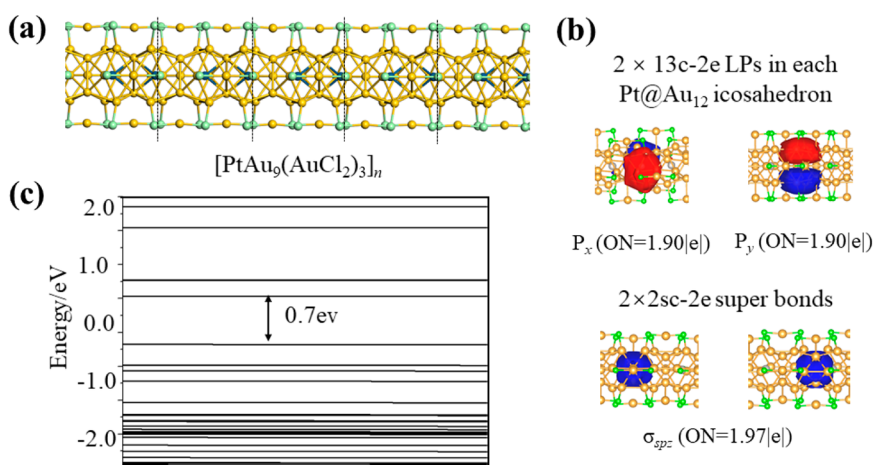 (a)
[PtAu₉(AuCl₂)₃]ₙ
(b)
2 × 13c-2e LPs in each
Pt@Au₁₂ icosahedron
Pₓ (ON=1.90|e|)
Pᵧ (ON=1.90|e|)
2×2sc-2e super bonds
σₛₚz (ON=1.97|e|)
(c)
Energy/eV
2.0
1.0
0.0
-1.0
-2.0
0.7ev